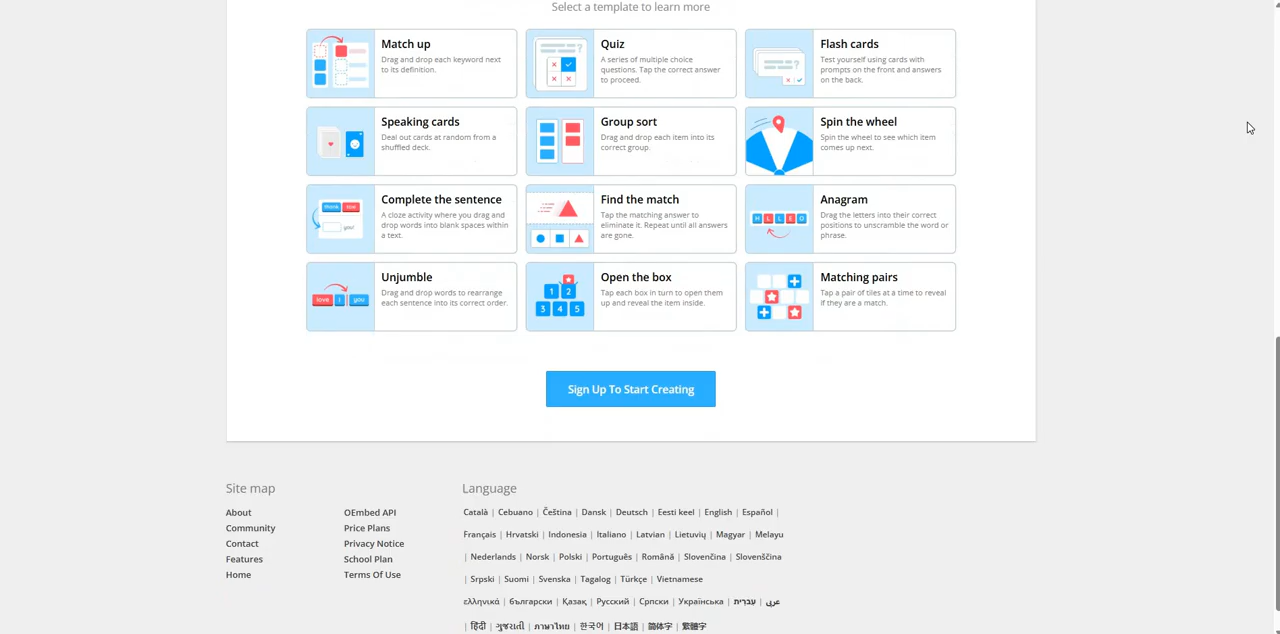 Select a template to learn more
Match up
Drag and drop each keyword next
to its definition.
Quiz
A series of multiple choice
questions. Tap the correct answer
to proceed.
Flash cards
Test yourself using cards with
prompts on the front and answers
on the back.
Speaking cards
Deal out cards at random from a
shuffled deck.
Group sort
Drag and drop each item into its
correct group.
Spin the wheel
Spin the wheel to see which item
comes up next.
Complete the sentence
A cloze activity where you drag and
drop words into blank spaces within
a text.
you!
Find the match
Tap the matching answer to
eliminate it. Repeat until all answers
are gone.
Anagram
Drag the letters into their correct
positions to unscramble the word or
phrase.
H L L E O
Unjumble
Drag and drop words to rearrange
each sentence into its correct order.
love I you
Open the box
Tap each box in turn to open them
up and reveal the item inside.
1 2
3 4 5
Matching pairs
Tap a pair of tiles at a time to reveal
if they are a match.
Sign Up To Start Creating
Site map
About
Community
Contact
Features
Home
OEmbed API
Price Plans
Privacy Notice
School Plan
Terms Of Use
Language
Català | Cebuano | Čeština | Dansk | Deutsch | Eesti keel | English | Español |
Français | Hrvatski | Indonesia | Italiano | Latvian | Lietuvių | Magyar | Melayu
| Nederlands | Norsk | Polski | Português | Română | Slovenčina | Slovenščina
| Srpski | Suomi | Svenska | Tagalog | Türkçe | Vietnamese
ελληνικά | български | Қазақ | Русский | Српски | Українська | עברית | عربى
| हिंदी | ગુજરાતી | ภาษาไทย | 한국어 | 日本語 | 简体字 | 繁體字